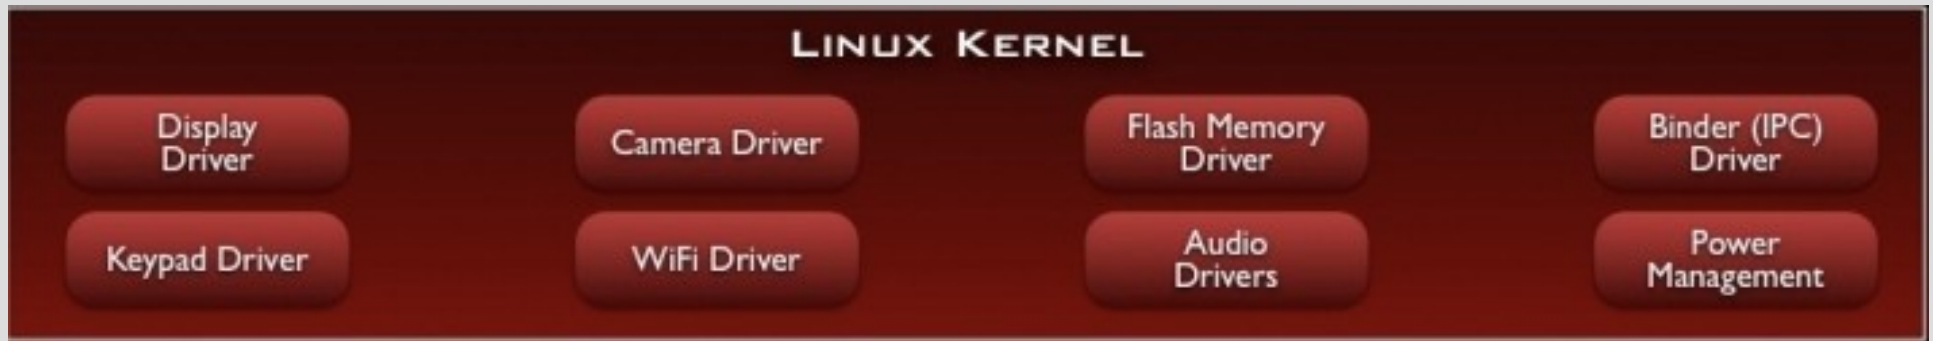 LINUX KERNEL
Display
Driver
Camera Driver
Flash Memory
Driver
Binder (IPC)
Driver
Keypad Driver
WiFi Driver
Audio
Drivers
Power
Management